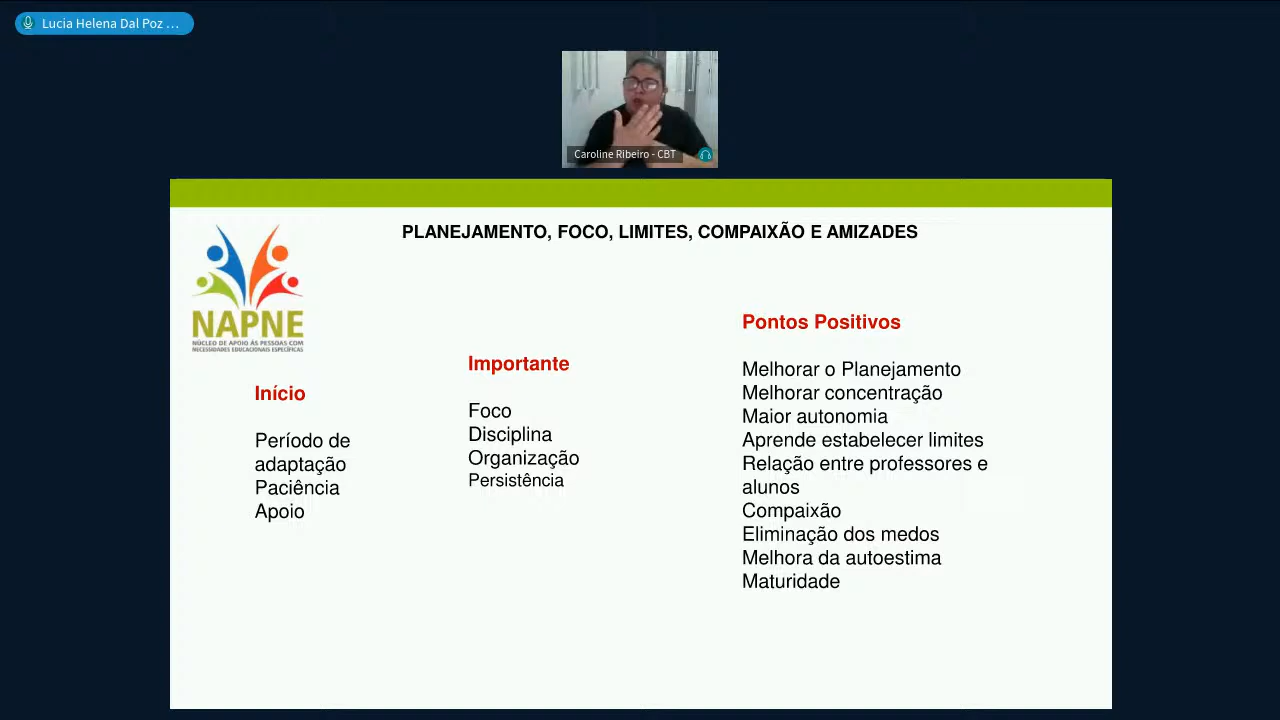 Lucia Helena Dal Poz ...
Caroline Ribeiro - CBT
PLANEJAMENTO, FOCO, LIMITES, COMPAIXÃO E AMIZADES
NAPNE
NÚCLEO DE APOIO ÀS PESSOAS COM
NECESSIDADES EDUCACIONAIS ESPECÍFICAS
Início
Período de
adaptação
Paciência
Apoio
Importante
Foco
Disciplina
Organização
Persistência
Pontos Positivos
Melhorar o Planejamento
Melhorar concentração
Maior autonomia
Aprende estabelecer limites
Relação entre professores e
alunos
Compaixão
Eliminação dos medos
Melhora da autoestima
Maturidade